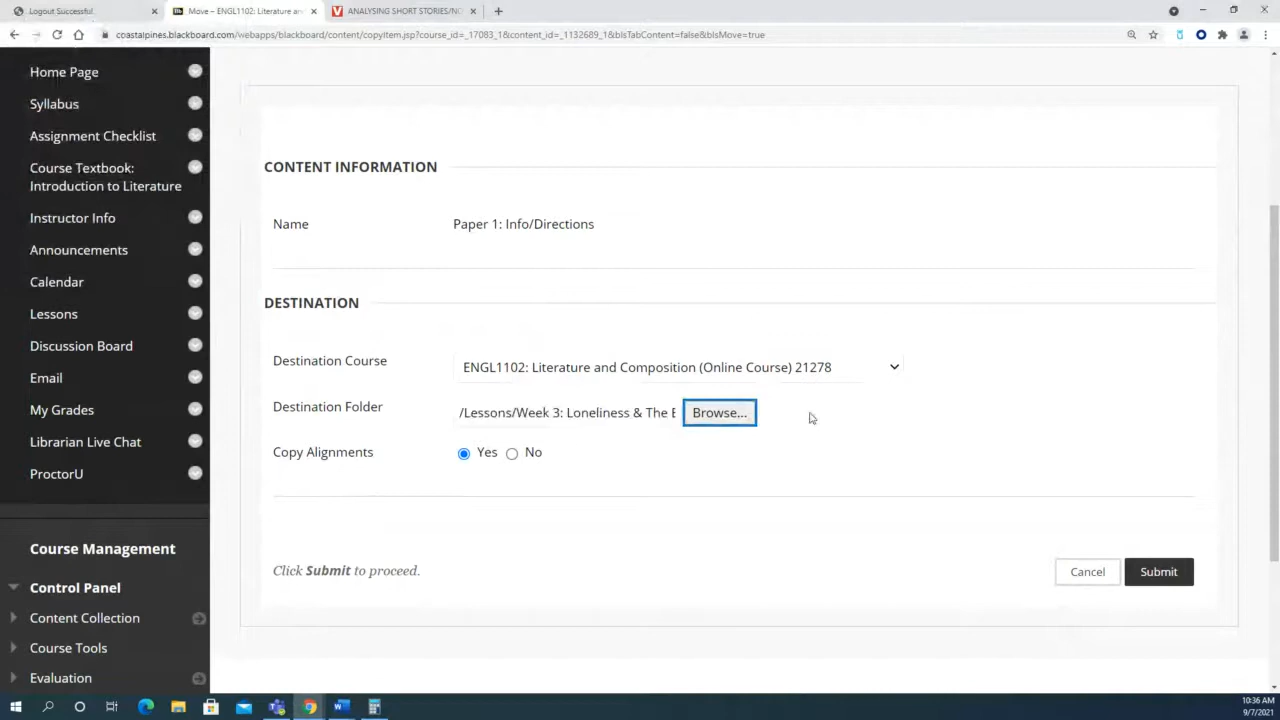 Logout Successful
Move – ENGL1102: Literature and
ANALYSING SHORT STORIES/NO
coastalpines.blackboard.com/webapps/blackboard/content/copyItem.jsp?course_id=_17083_1&content_id=_1132689_1&blsTabContent=false&blsMove=true
Home Page
Syllabus
Assignment Checklist
Course Textbook:
Introduction to Literature
Instructor Info
Announcements
Calendar
Lessons
Discussion Board
Email
My Grades
Librarian Live Chat
ProctorU
Course Management
Control Panel
Content Collection
Course Tools
Evaluation
CONTENT INFORMATION
Name
Paper 1: Info/Directions
DESTINATION
Destination Course
ENGL1102: Literature and Composition (Online Course) 21278
Destination Folder
/Lessons/Week 3: Loneliness & The E
Browse...
Copy Alignments
Yes
No
Click Submit to proceed.
Cancel
Submit
10:36 AM
9/7/2021